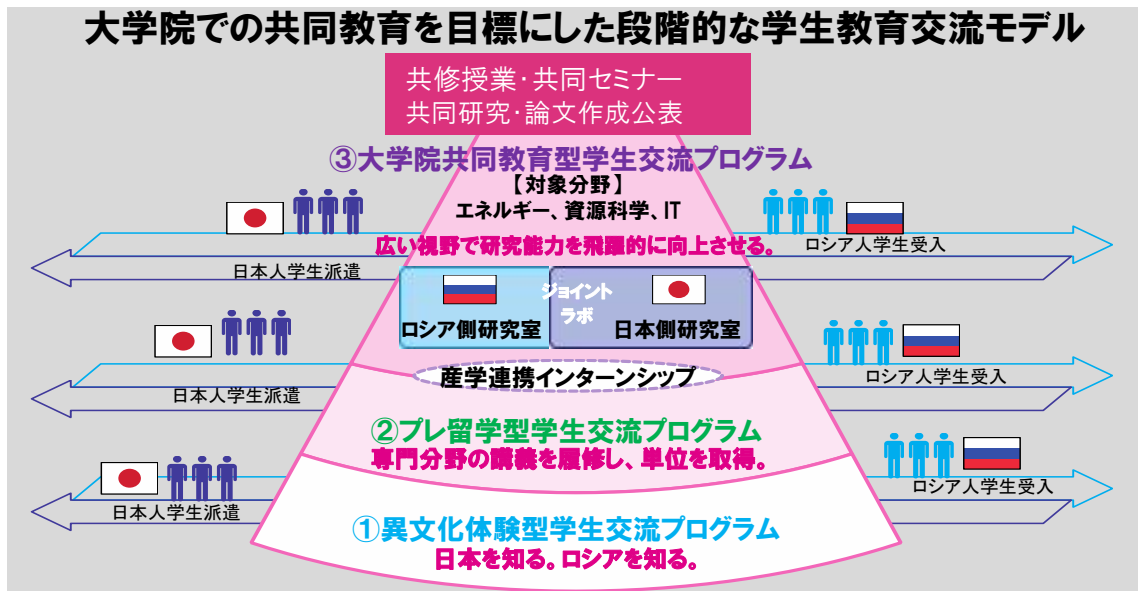 大学院での共同教育を目標にした段階的な学生教育交流モデル
共修授業・共同セミナー
共同研究・論文作成公表
③大学院共同教育型学生交流プログラム
【対象分野】
エネルギー、資源科学、IT
広い視野で研究能力を飛躍的に向上させる。
日本人学生派遣
ロシア人学生受入
ジョイント
ラボ
ロシア側研究室
日本側研究室
産学連携インターンシップ
日本人学生派遣
ロシア人学生受入
②プレ留学型学生交流プログラム
専門分野の講義を履修し、単位を取得。
日本人学生派遣
ロシア人学生受入
①異文化体験型学生交流プログラム
日本を知る。ロシアを知る。